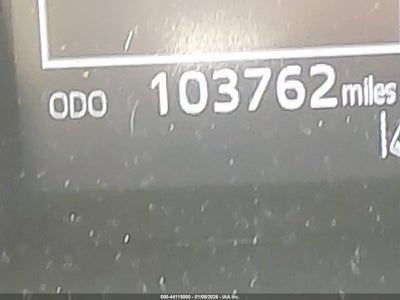 ODO 103762 miles
000-44115000 - 01/09/2026 - IAA Inc.